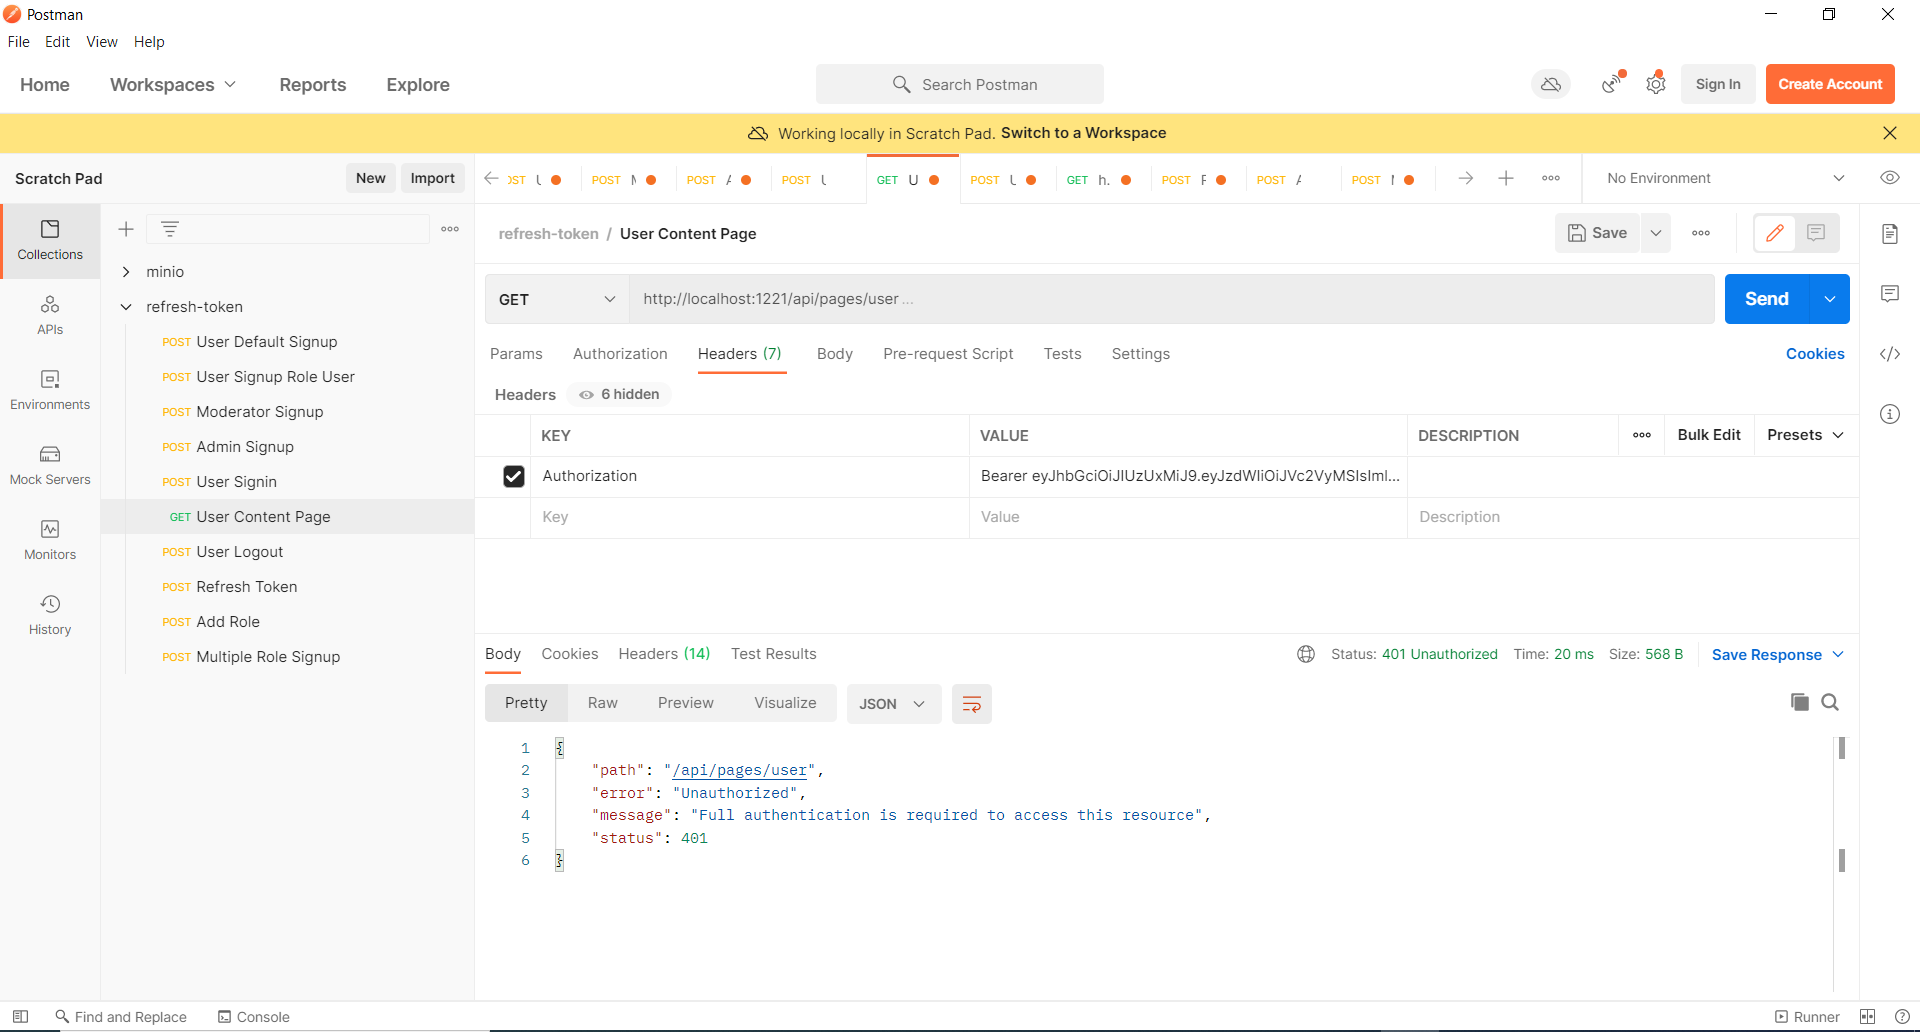 Postman
File Edit View Help
Home Workspaces Reports Explore Search Postman Sign In Create Account
Working locally in Scratch Pad. Switch to a Workspace
Scratch Pad New Import
POST POST POST GET U POST GET h. POST POST POST No Environment
Collections
APIs
Environments
Mock Servers
Monitors
History
minio
refresh-token
POST User Default Signup
POST User Signup Role User
POST Moderator Signup
POST Admin Signup
POST User Signin
GET User Content Page
POST User Logout
POST Refresh Token
POST Add Role
POST Multiple Role Signup
refresh-token / User Content Page Save
GET http://localhost:1221/api/pages/user ... Send
Params Authorization Headers (7) Body Pre-request Script Tests Settings Cookies
Headers 6 hidden
KEY VALUE DESCRIPTION Bulk Edit Presets
Authorization Bearer eyJhbGciOiJIUzUxMiJ9.eyJzdWIiOiJVc2VyMSIsIml...
Key Value Description
Body Cookies Headers (14) Test Results Status: 401 Unauthorized Time: 20 ms Size: 568 B Save Response
Pretty Raw Preview Visualize JSON
1 {
2 "path": "/api/pages/user",
3 "error": "Unauthorized",
4 "message": "Full authentication is required to access this resource",
5 "status": 401
6 }
Find and Replace Console Runner